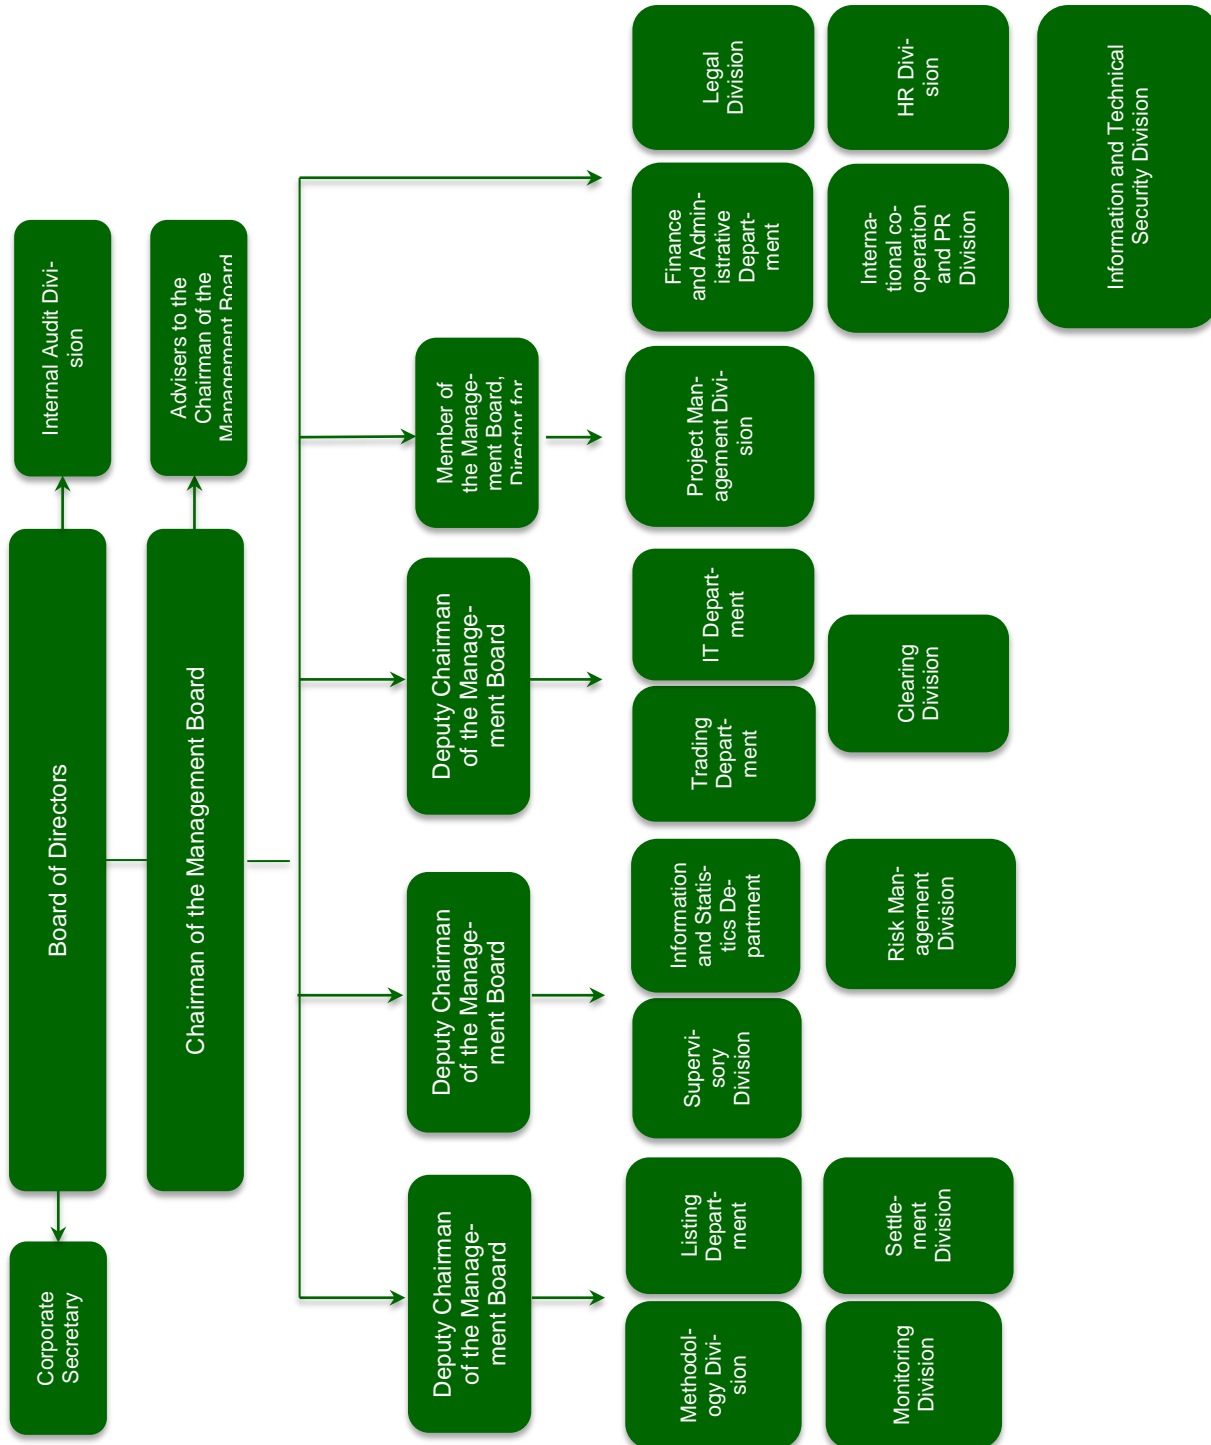 Corporate
Secretary
Board of Directors
Internal Audit Divi-
sion
Chairman of the Management Board
Advisers to the
Chairman of the
Management Board
Deputy Chairman
of the Manage-
ment Board
Deputy Chairman
of the Manage-
ment Board
Deputy Chairman
of the Manage-
ment Board
Member of
the Manage-
ment Board,
Director for
Methodol-
ogy Divi-
sion
Listing
Depart-
ment
Supervi-
sory
Division
Information
and Statis-
tics De-
partment
Trading
Depart-
ment
IT Depart-
ment
Project Man-
agement Divi-
sion
Finance
and Admin-
istrative
Depart-
ment
Legal
Division
Monitoring
Division
Settle-
ment
Division
Risk Man-
agement
Division
Clearing
Division
Interna-
tional co-
operation
and PR
Division
HR Divi-
sion
Information and Technical
Security Division